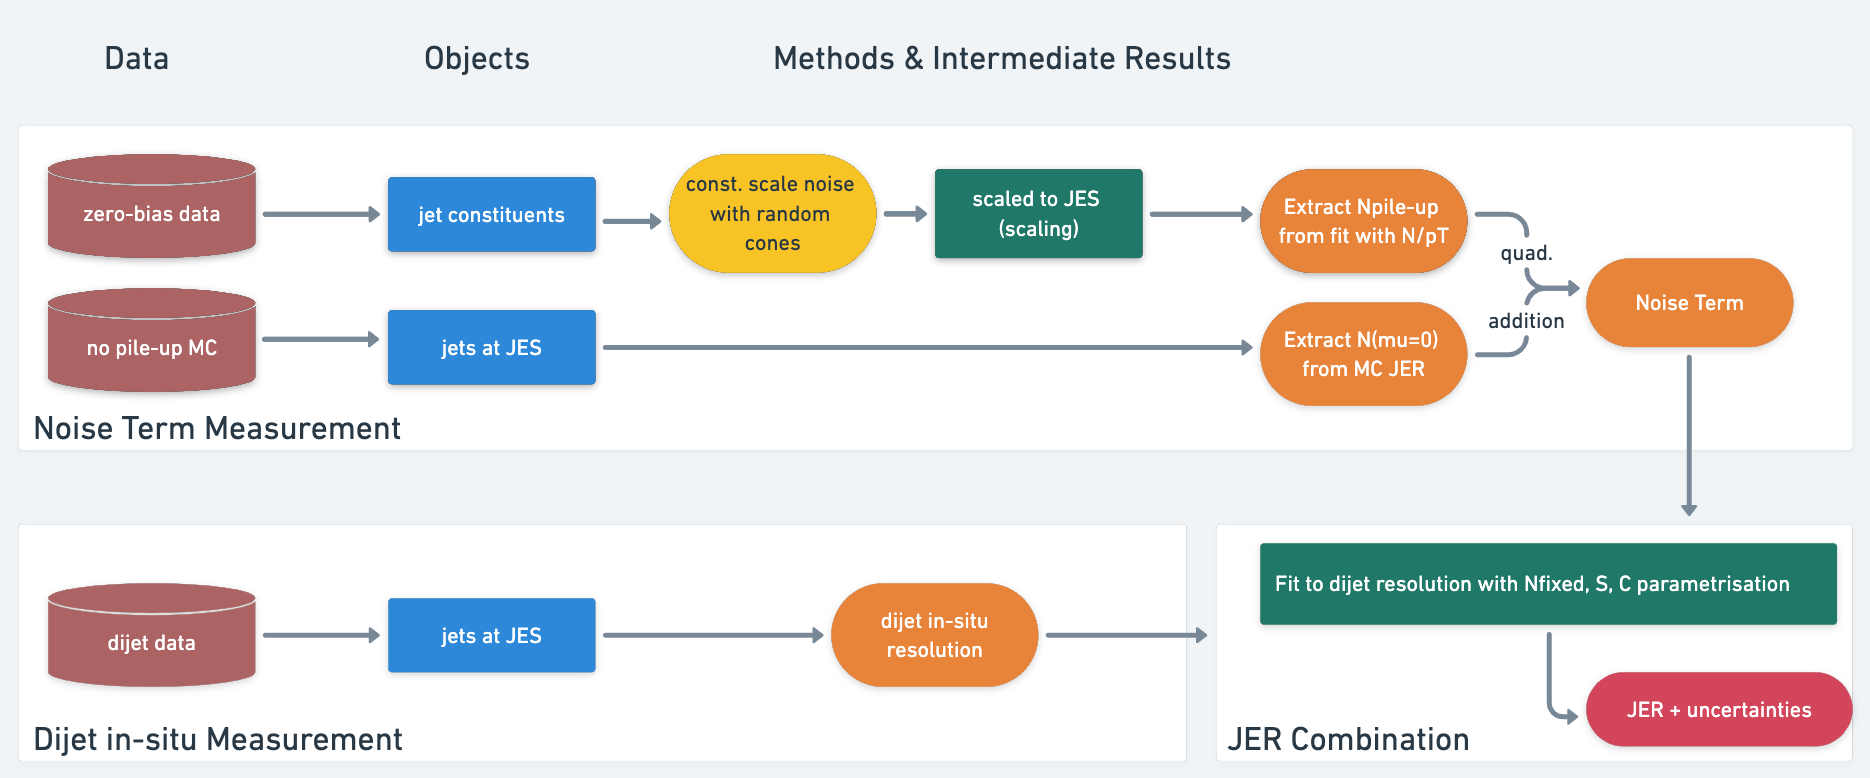 Data
Objects
Methods & Intermediate Results
zero-bias data
jet constituents
const. scale noise
with random
cones
scaled to JES
(scaling)
Extract Npile-up
from fit with N/pT
quad.
addition
Noise Term
no pile-up MC
jets at JES
Extract N(mu=0)
from MC JER
Noise Term Measurement
dijet data
jets at JES
dijet in-situ
resolution
Dijet in-situ Measurement
Fit to dijet resolution with Nfixed, S, C parametrisation
JER + uncertainties
JER Combination